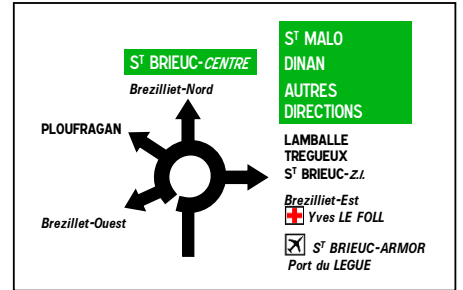 Sᵀ BRIEUC-CENTRE
Brezilliet-Nord
PLOUFRAGAN
Brezillet-Ouest
Sᵀ MALO
DINAN
AUTRES
DIRECTIONS
LAMBALLE
TREGUEUX
Sᵀ BRIEUC-Z.I.
Brezilliet-Est
Yves LE FOLL
Sᵀ BRIEUC-ARMOR
Port du LEGUE